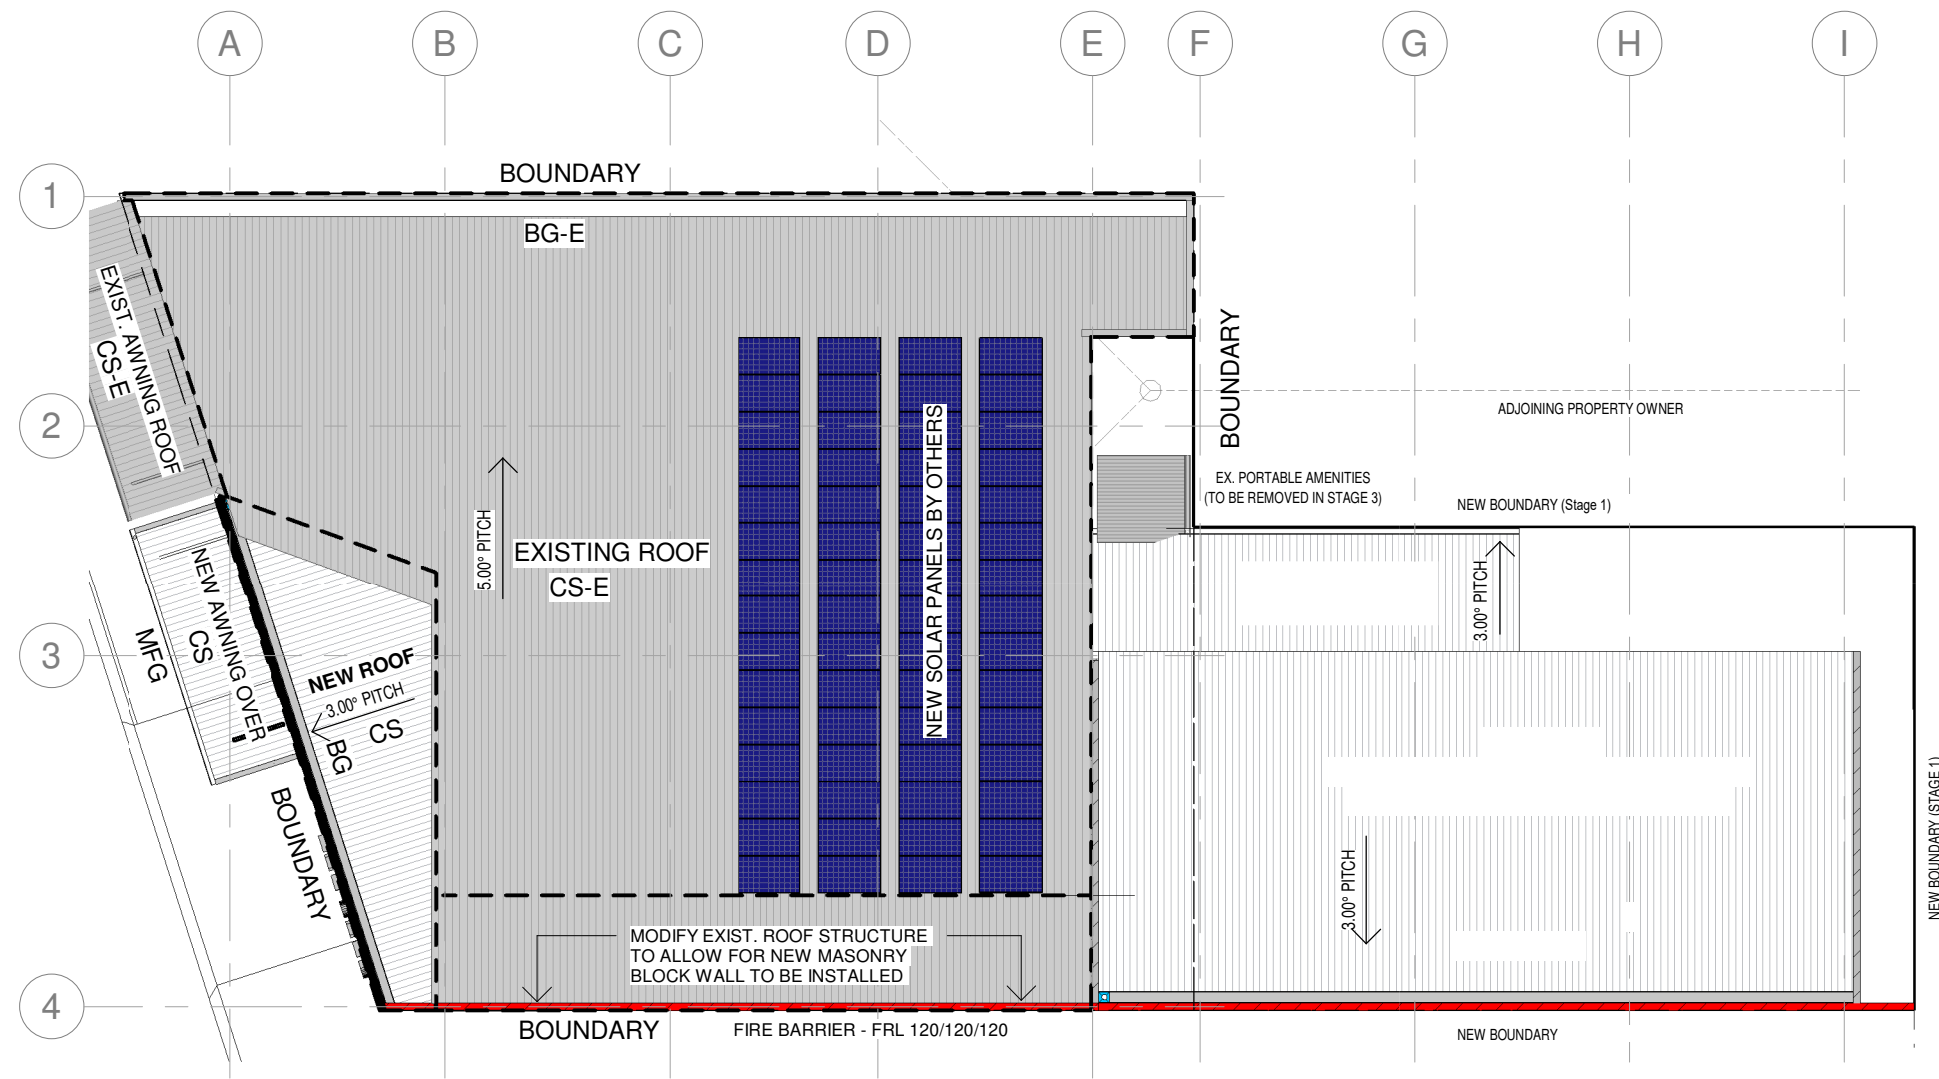 A
B
C
D
E
F
G
H
I
1
2
3
4
BOUNDARY
BG-E
EXIST. AWNING ROOF
CS-E
BOUNDARY
ADJOINING PROPERTY OWNER
EX. PORTABLE AMENITIES
(TO BE REMOVED IN STAGE 3)
NEW BOUNDARY (Stage 1)
5.00° PITCH
EXISTING ROOF
CS-E
NEW SOLAR PANELS BY OTHERS
3.00° PITCH
NEW AWNING OVER
CS
MFG
NEW ROOF
3.00° PITCH
CS
BG
BOUNDARY
3.00° PITCH
NEW BOUNDARY (STAGE 1)
MODIFY EXIST. ROOF STRUCTURE
TO ALLOW FOR NEW MASONRY
BLOCK WALL TO BE INSTALLED
BOUNDARY
FIRE BARRIER - FRL 120/120/120
NEW BOUNDARY